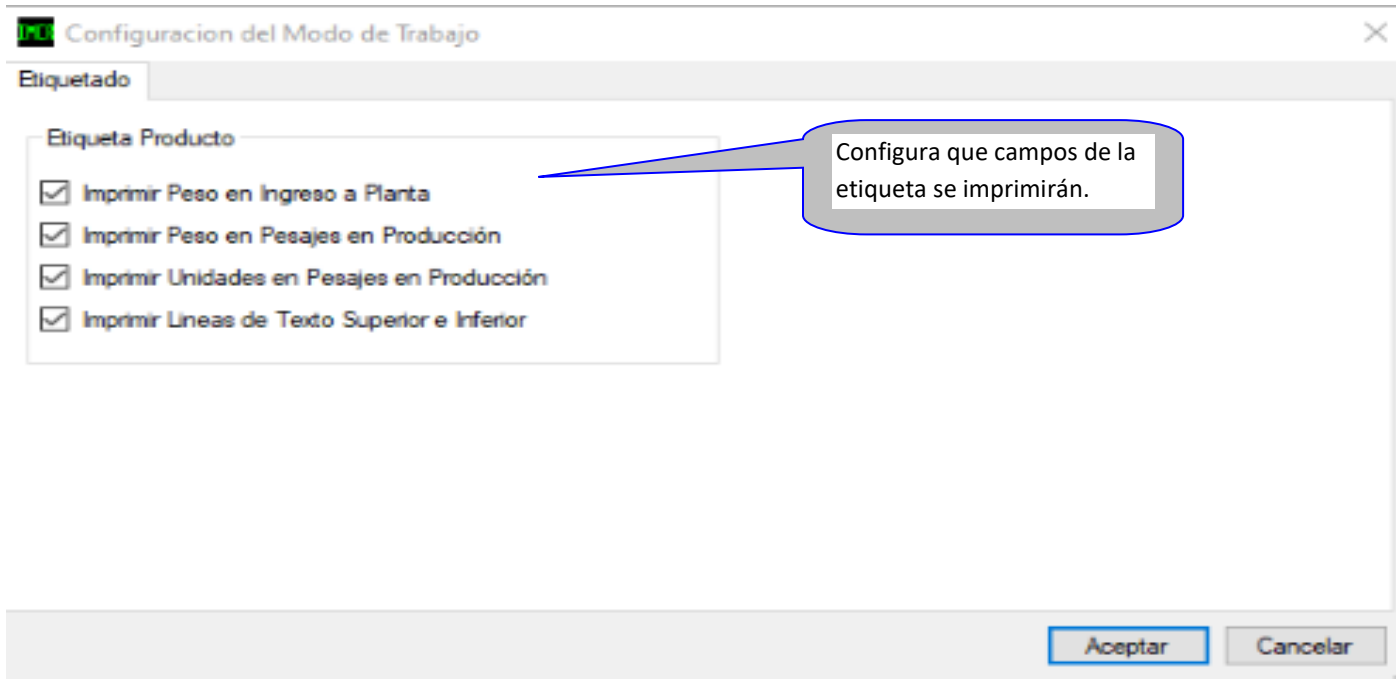 Configuracion del Modo de Trabajo
Etiquetado
Etiqueta Producto
Configura que campos de la
etiqueta se imprimirán.
Imprimir Peso en Ingreso a Planta
Imprimir Peso en Pesajes en Producción
Imprimir Unidades en Pesajes en Producción
Imprimir Lineas de Texto Superior e Inferior
Aceptar
Cancelar